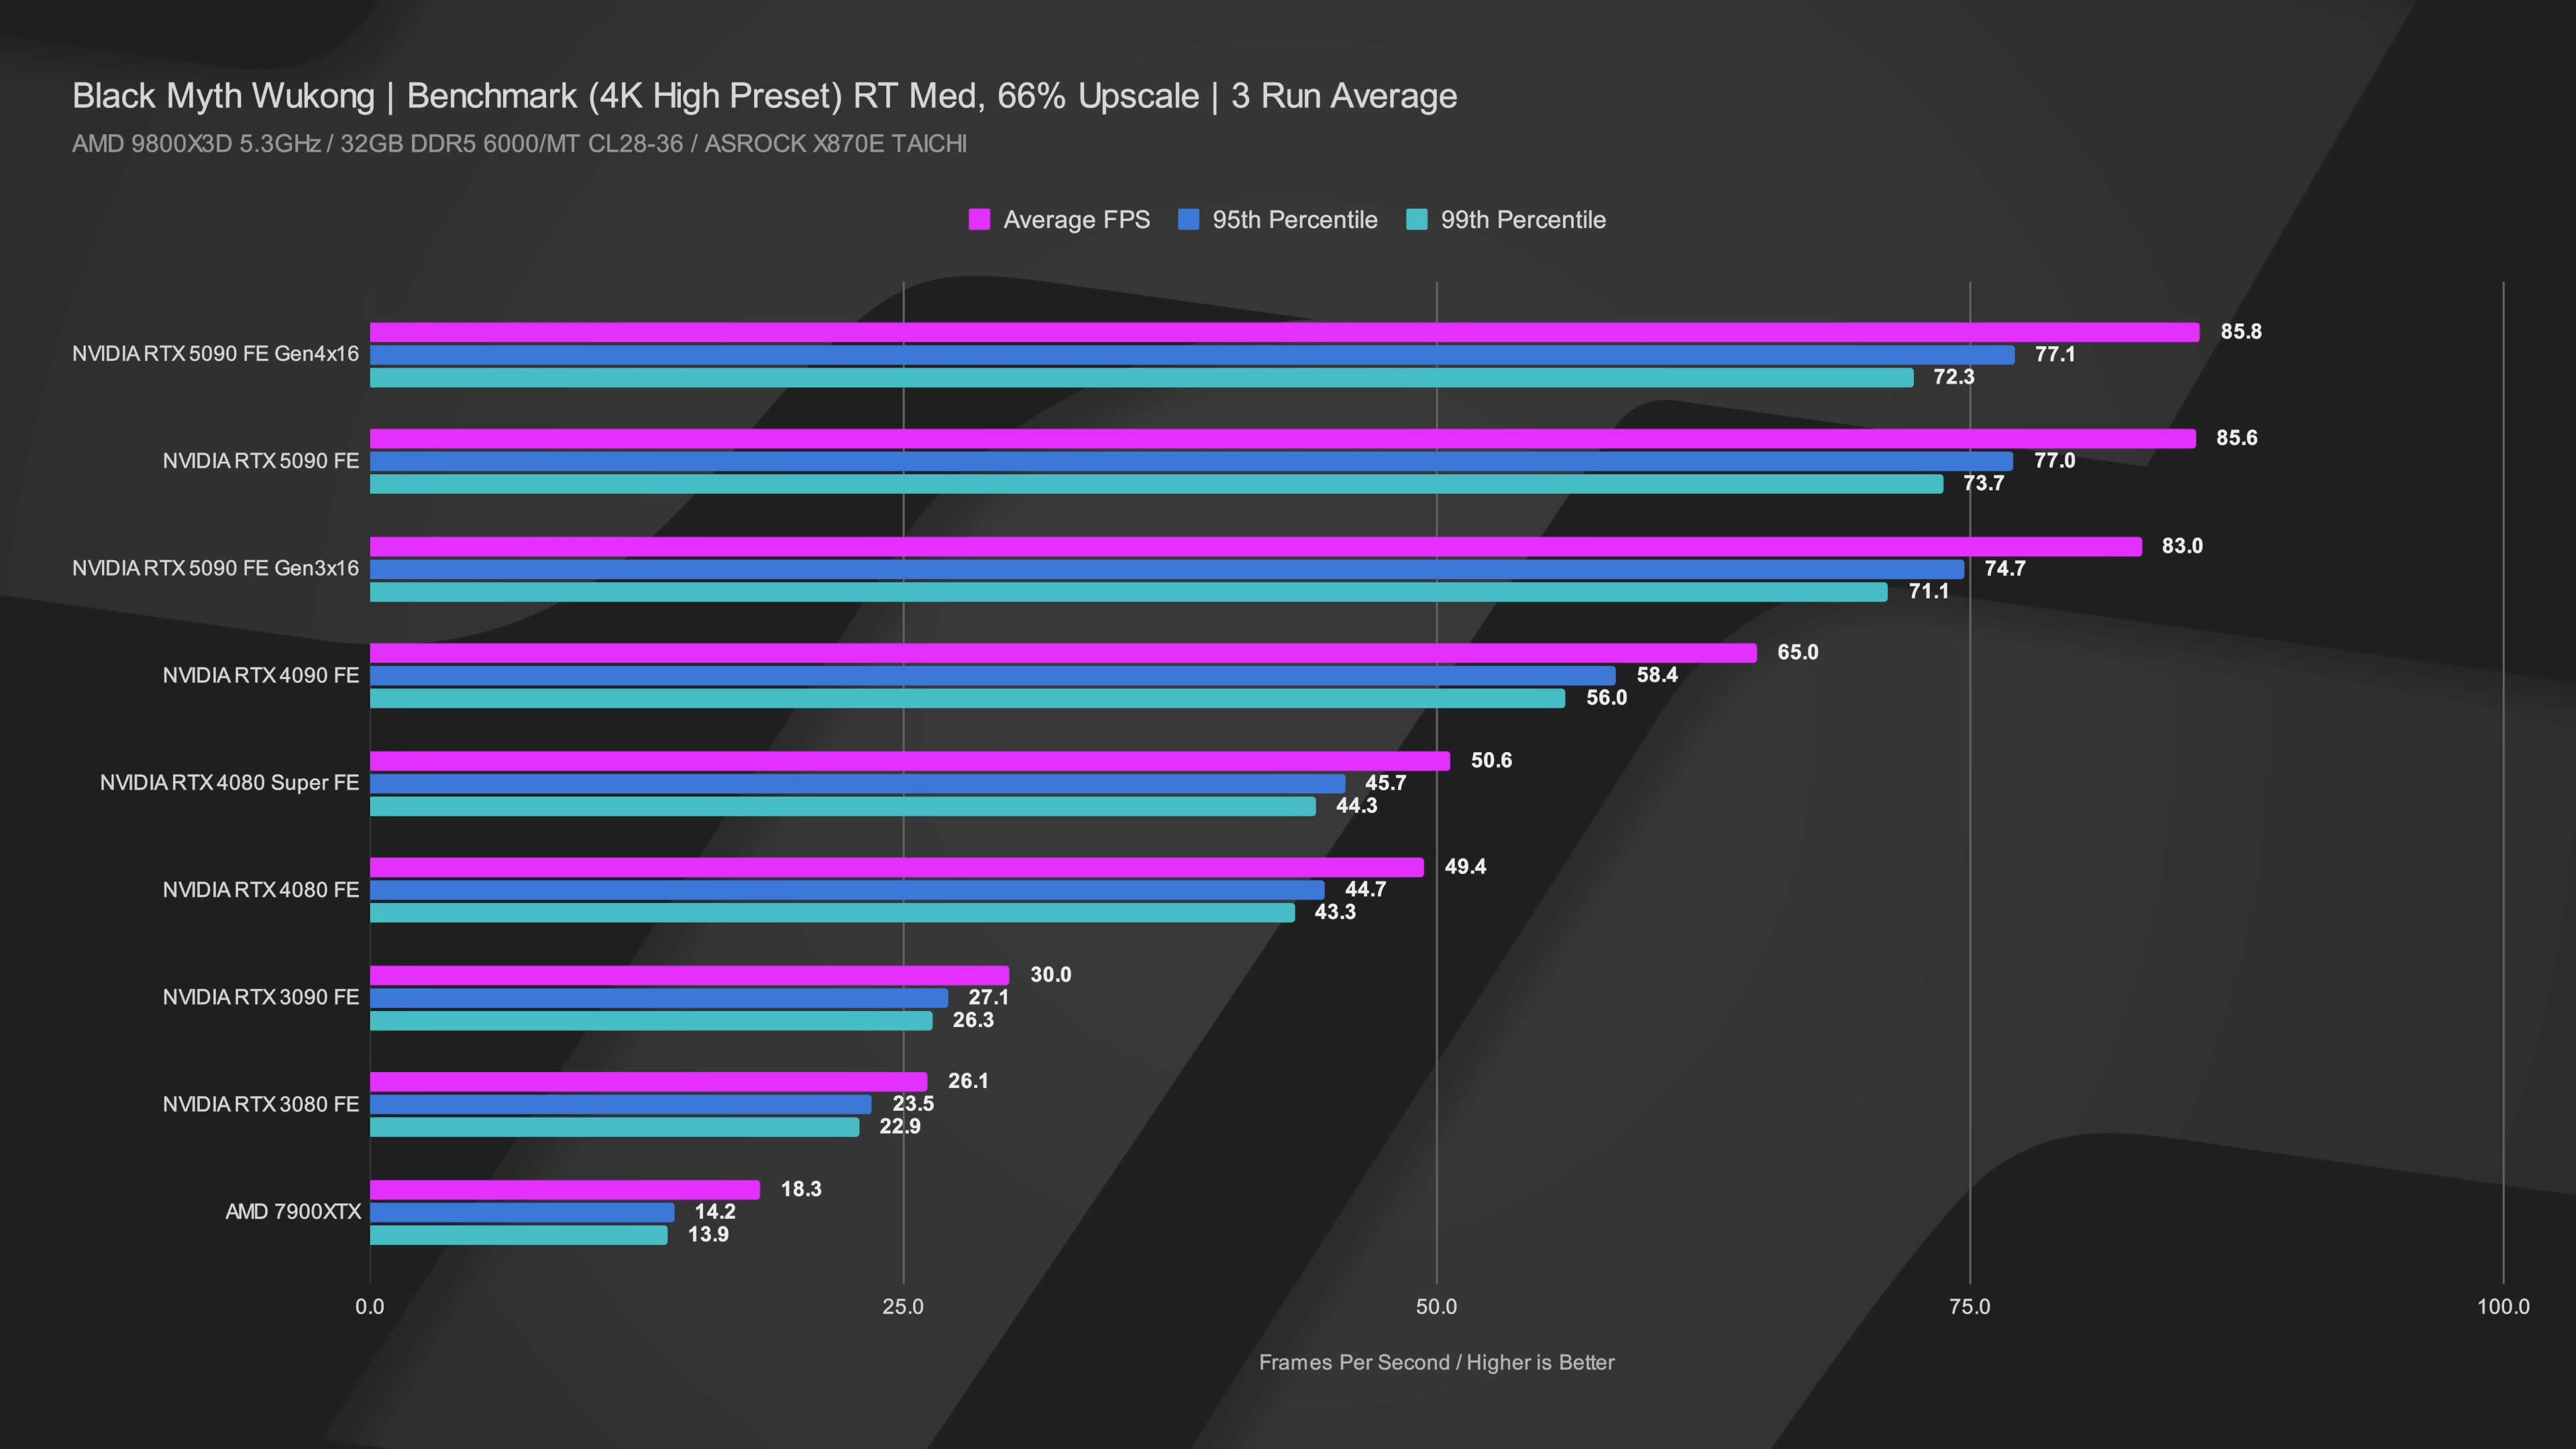 Black Myth Wukong | Benchmark (4K High Preset) RT Med, 66% Upscale | 3 Run Average
AMD 9800X3D 5.3GHz / 32GB DDR5 6000/MT CL28-36 / ASROCK X870E TAICHI
Average FPS 95th Percentile 99th Percentile
85.8
NVIDIA RTX 5090 FE Gen4x16 77.1
72.3
85.6
NVIDIA RTX 5090 FE 77.0
73.7
83.0
NVIDIA RTX 5090 FE Gen3x16 74.7
71.1
65.0
NVIDIA RTX 4090 FE 58.4
56.0
50.6
NVIDIA RTX 4080 Super FE 45.7
44.3
49.4
NVIDIA RTX 4080 FE 44.7
43.3
30.0
NVIDIA RTX 3090 FE 27.1
26.3
26.1
NVIDIA RTX 3080 FE 23.5
22.9
18.3
AMD 7900XTX 14.2
13.9
0.0 25.0 50.0 75.0 100.0
Frames Per Second / Higher is Better